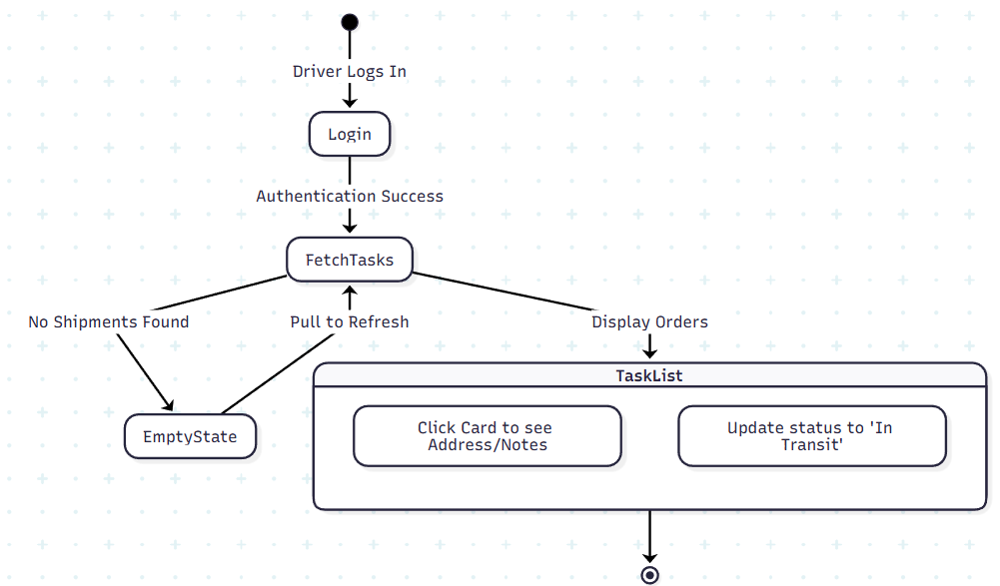 Driver Logs In
Login
Authentication Success
FetchTasks
No Shipments Found
Pull to Refresh
Display Orders
TaskList
Click Card to see
Address/Notes
Update status to 'In
Transit'
EmptyState